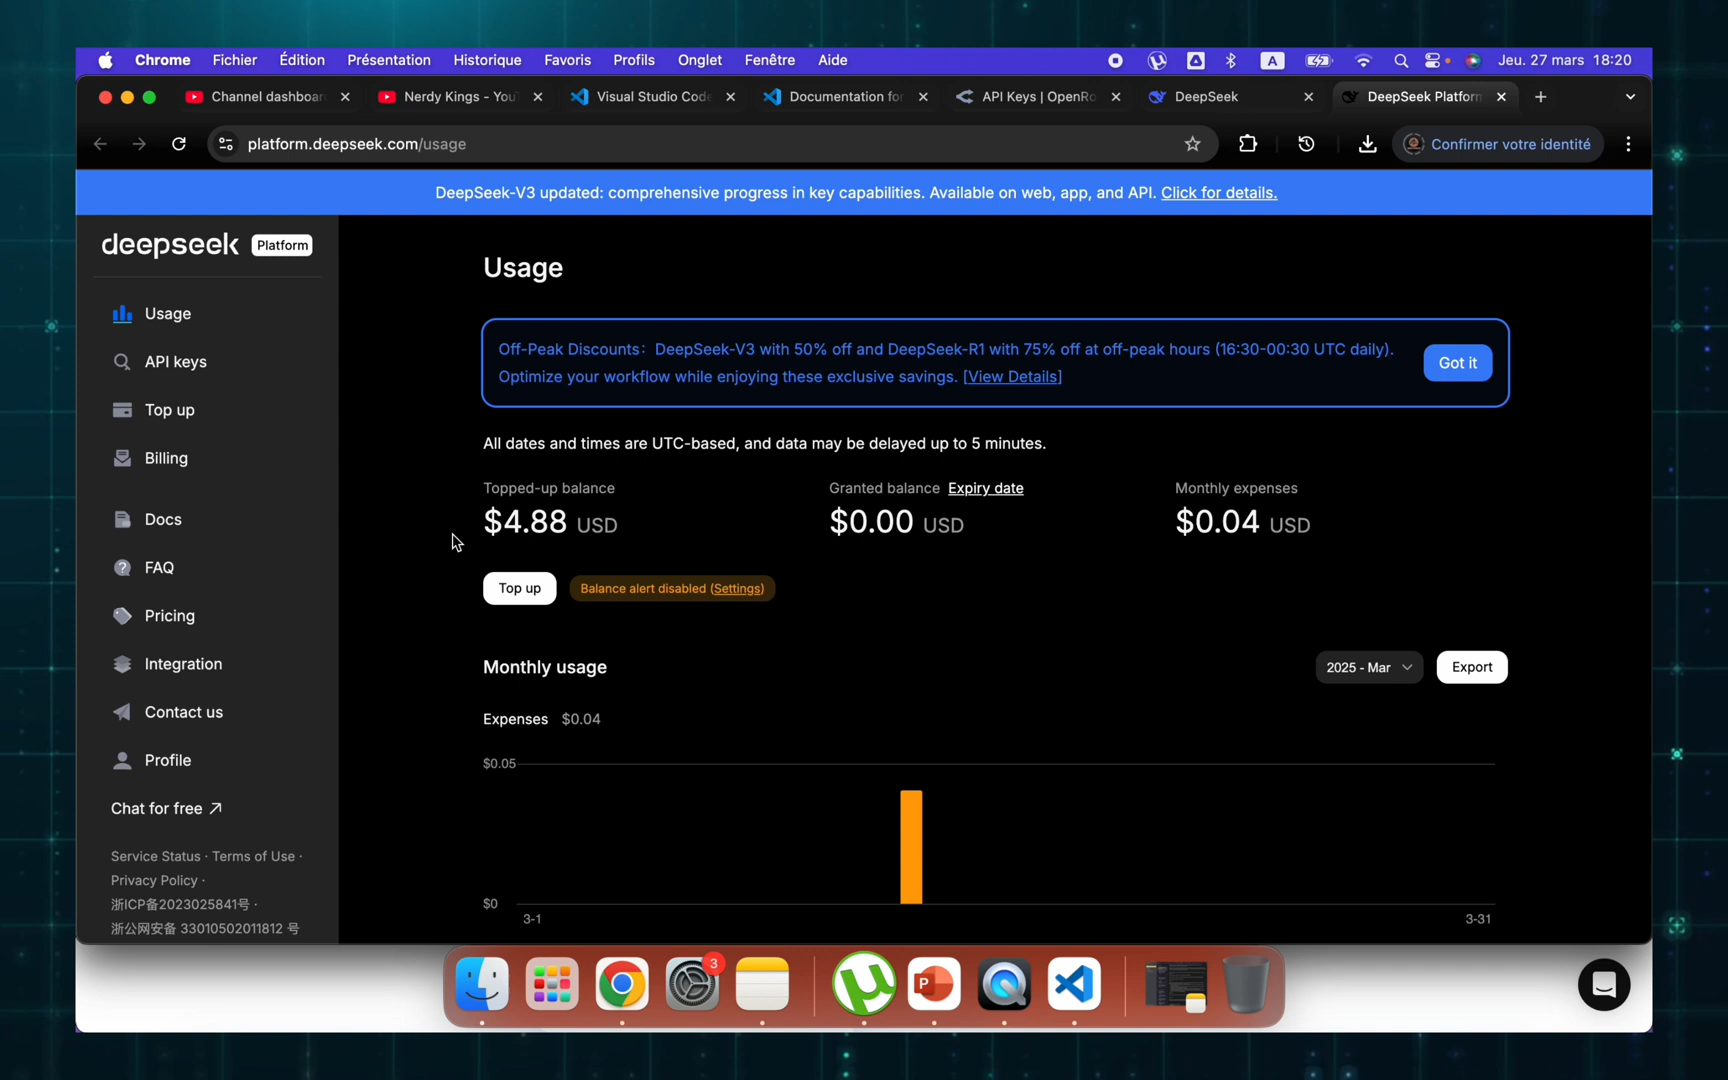 Chrome Fichier Édition Présentation Historique Favoris Profils Onglet Fenêtre Aide A Jeu. 27 mars 18:20
Channel dashboar Nerdy Kings - You Visual Studio Code Documentation for API Keys | OpenRo DeepSeek DeepSeek Platform
platform.deepseek.com/usage Confirmer votre identité
DeepSeek-V3 updated: comprehensive progress in key capabilities. Available on web, app, and API. Click for details.
deepseek Platform
Usage
API keys
Top up
Billing
Docs
FAQ
Pricing
Integration
Contact us
Profile
Chat for free
Service Status · Terms of Use ·
Privacy Policy ·
浙ICP备2023025841号 ·
浙公网安备 33010502011812 号
Usage
Off-Peak Discounts: DeepSeek-V3 with 50% off and DeepSeek-R1 with 75% off at off-peak hours (16:30-00:30 UTC daily).
Optimize your workflow while enjoying these exclusive savings. [View Details]
Got it
All dates and times are UTC-based, and data may be delayed up to 5 minutes.
Topped-up balance
$4.88 USD
Granted balance Expiry date
$0.00 USD
Monthly expenses
$0.04 USD
Top up
Balance alert disabled (Settings)
Monthly usage
2025 - Mar
Export
Expenses $0.04
$0.05
$0
3-1
3-31
3
P